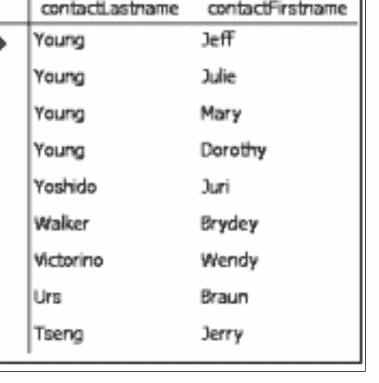 contactLastname contactFirstname
Young Jeff
Young Julie
Young Mary
Young Dorothy
Yoshido Juri
Walker Brydey
Victorino Wendy
Urs Braun
Tseng Jerry